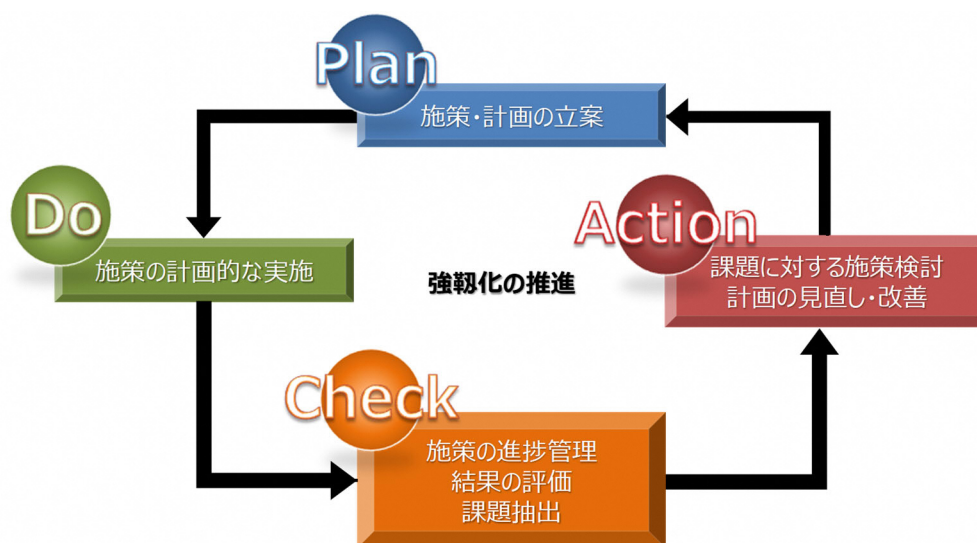 Plan
施策・計画の立案
Do
施策の計画的な実施
Action
課題に対する施策検討
計画の見直し・改善
強靱化の推進
Check
施策の進捗管理
結果の評価
課題抽出